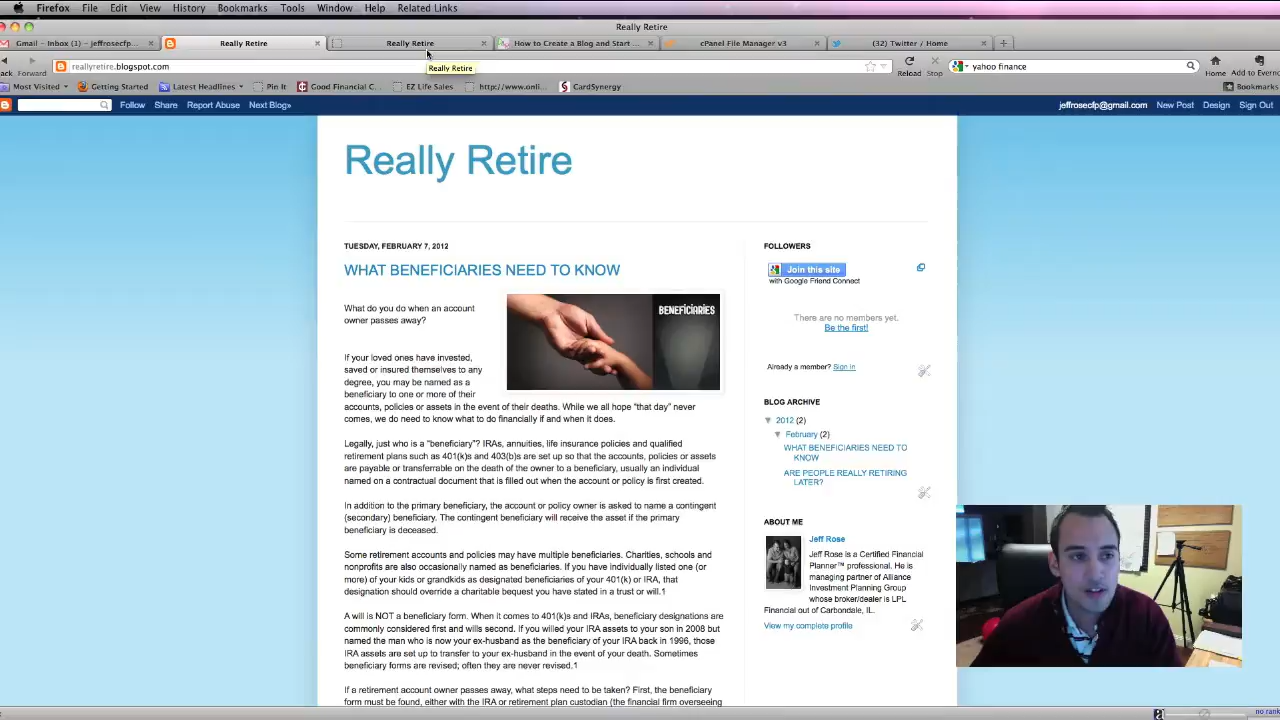 Firefox File Edit View History Bookmarks Tools Window Help Related Links
Really Retire
Gmail - Inbox (1) - jeffrosecfp... Really Retire Really Retire How to Create a Blog and Start ... cPanel File Manager v3 (32) Twitter / Home
Forward reallyretire.blogspot.com Reload Stop yahoo finance Home Add to Everno
Really Retire
Most Visited Getting Started Latest Headlines Pin It Good Financial C... EZ Life Sales http://www.onli... CardSynergy Bookmarks
Follow Share Report Abuse Next Blog» jeffrosecfp@gmail.com New Post Design Sign Out
Really Retire
TUESDAY, FEBRUARY 7, 2012
WHAT BENEFICIARIES NEED TO KNOW
BENEFICIARIES
What do you do when an account
owner passes away?
If your loved ones have invested,
saved or insured themselves to any
degree, you may be named as a
beneficiary to one or more of their
accounts, policies or assets in the event of their deaths. While we all hope “that day” never
comes, we do need to know what to do financially if and when it does.
Legally, just who is a “beneficiary”? IRAs, annuities, life insurance policies and qualified
retirement plans such as 401(k)s and 403(b)s are set up so that the accounts, policies or assets
are payable or transferrable on the death of the owner to a beneficiary, usually an individual
named on a contractual document that is filled out when the account or policy is first created.
In addition to the primary beneficiary, the account or policy owner is asked to name a contingent
(secondary) beneficiary. The contingent beneficiary will receive the asset if the primary
beneficiary is deceased.
Some retirement accounts and policies may have multiple beneficiaries. Charities, schools and
nonprofits are also occasionally named as beneficiaries. If you have individually listed one (or
more) of your kids or grandkids as designated beneficiaries of your 401(k) or IRA, that
designation should override a charitable bequest you have stated in a trust or will.1
A will is NOT a beneficiary form. When it comes to 401(k)s and IRAs, beneficiary designations are
commonly considered first and wills second. If you willed your IRA assets to your son in 2008 but
named the man who is now your ex-husband as the beneficiary of your IRA back in 1996, those
IRA assets are set up to transfer to your ex-husband in the event of your death. Sometimes
beneficiary forms are revised; often they are never revised.1
If a retirement account owner passes away, what steps need to be taken? First, the beneficiary
form must be found, either with the IRA or retirement plan custodian (the financial firm overseeing
FOLLOWERS
Join this site
with Google Friend Connect
There are no members yet.
Be the first!
Already a member? Sign in
BLOG ARCHIVE
▼ 2012 (2)
▼ February (2)
WHAT BENEFICIARIES NEED TO
KNOW
ARE PEOPLE REALLY RETIRING
LATER?
ABOUT ME
Jeff Rose
Jeff Rose is a Certified Financial
Planner™ professional. He is
managing partner of Alliance
Investment Planning Group
whose broker/dealer is LPL
Financial out of Carbondale, IL.
View my complete profile
no rank